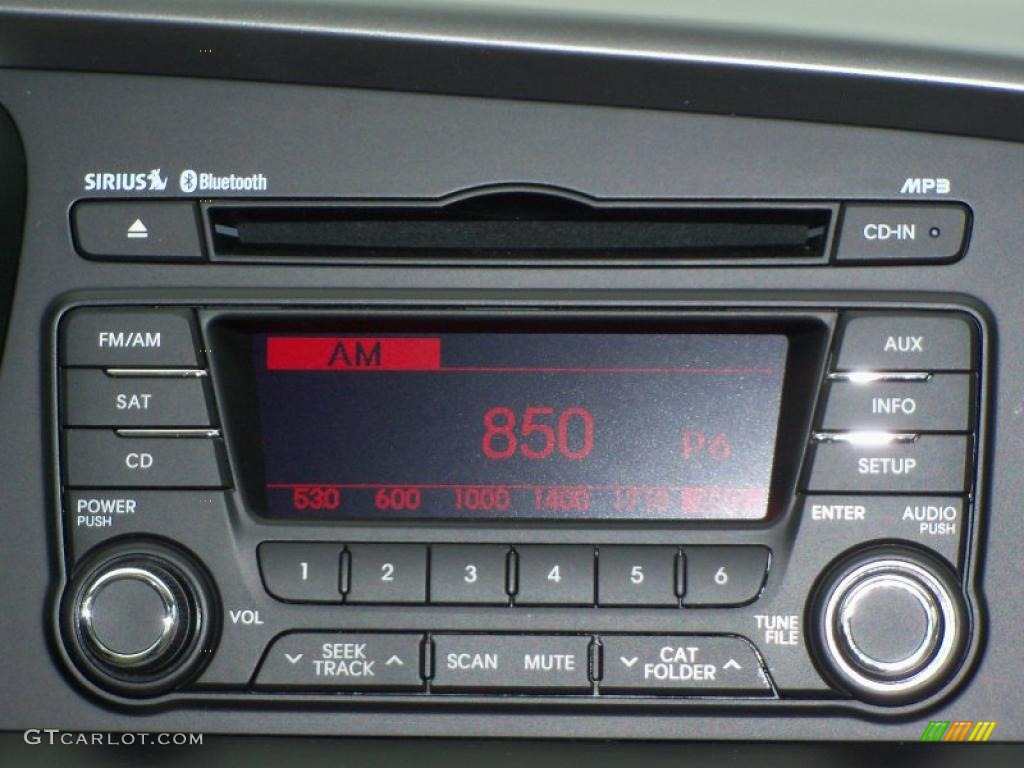 SIRIUS Bluetooth MP3
CD-IN
FM/AM AM AUX
SAT 850 P6 INFO
CD SETUP
530 600 1000 1400 1710
POWER PUSH ENTER AUDIO PUSH
1 2 3 4 5 6
VOL TUNE FILE
SEEK TRACK SCAN MUTE CAT FOLDER
GTCARLOT.COM